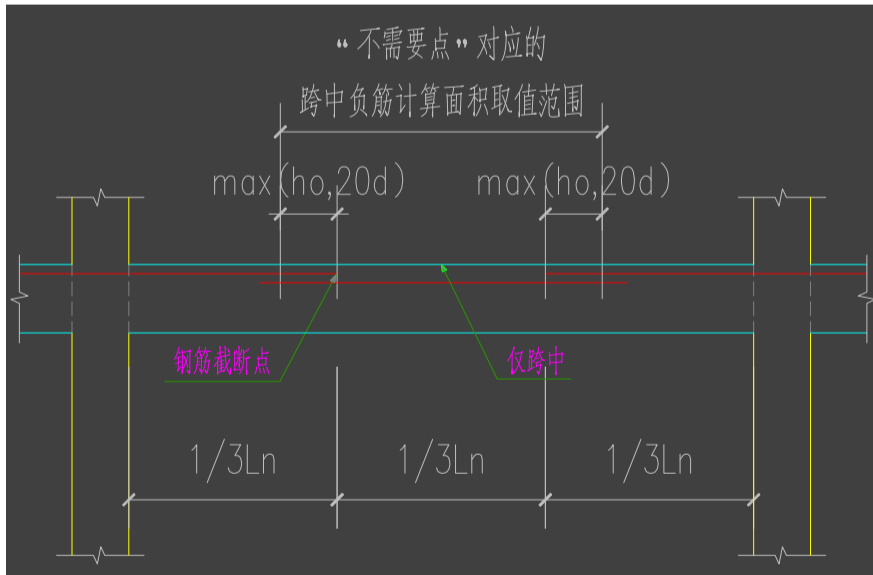 “不需要点”对应的
跨中负筋计算面积取值范围
max(ho,20d)
max(ho,20d)
钢筋截断点
仅跨中
1/3Ln
1/3Ln
1/3Ln